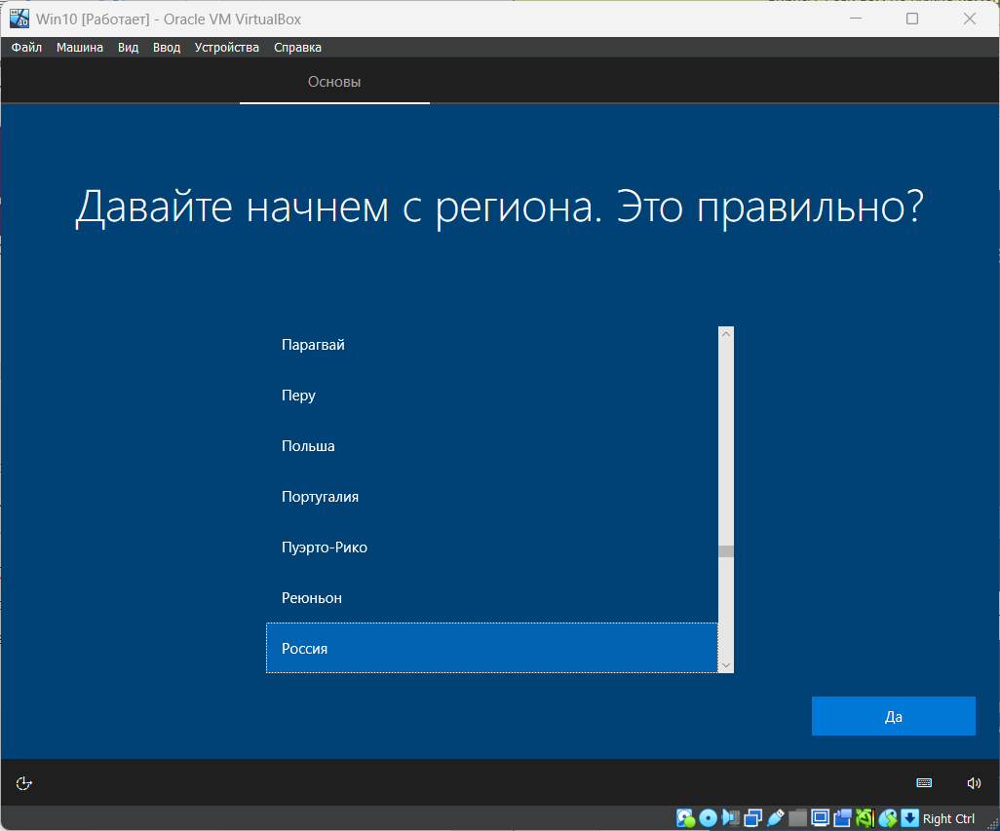 Win10 [Работает] - Oracle VM VirtualBox
Файл Машина Вид Ввод Устройства Справка
Основы
Давайте начнем с региона. Это правильно?
Парагвай
Перу
Польша
Португалия
Пуэрто-Рико
Реюньон
Россия
Да
Right Ctrl